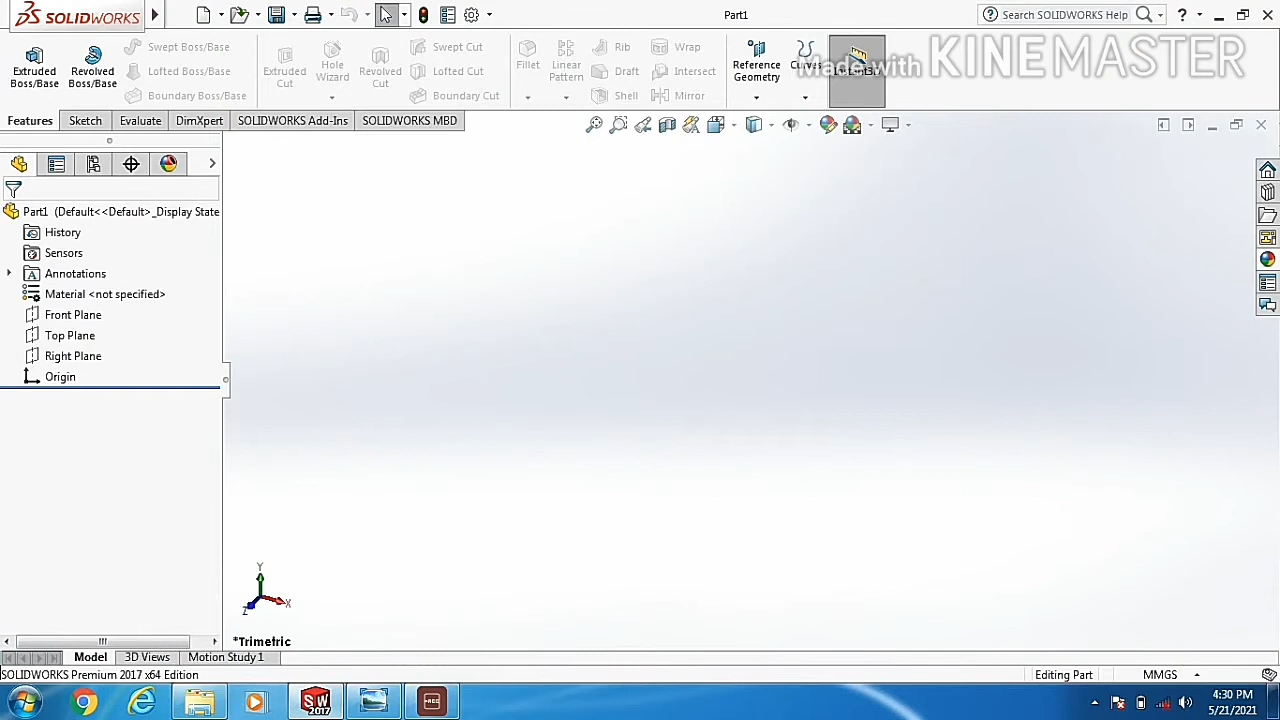 SOLIDWORKS
Part1
Search SOLIDWORKS Help
Extruded Boss/Base
Revolved Boss/Base
Swept Boss/Base
Lofted Boss/Base
Boundary Boss/Base
Extruded Cut
Hole Wizard
Revolved Cut
Swept Cut
Lofted Cut
Boundary Cut
Fillet
Linear Pattern
Rib
Draft
Shell
Wrap
Intersect
Mirror
Reference Geometry
Curves
Made with KINEMASTER
Features
Sketch
Evaluate
DimXpert
SOLIDWORKS Add-Ins
SOLIDWORKS MBD
Part1 (Default<<Default>_Display State
History
Sensors
Annotations
Material <not specified>
Front Plane
Top Plane
Right Plane
Origin
Y
X
Z
*Trimetric
Model
3D Views
Motion Study 1
SOLIDWORKS Premium 2017 x64 Edition
Editing Part
MMGS
SW
2017
REC
4:30 PM
5/21/2021